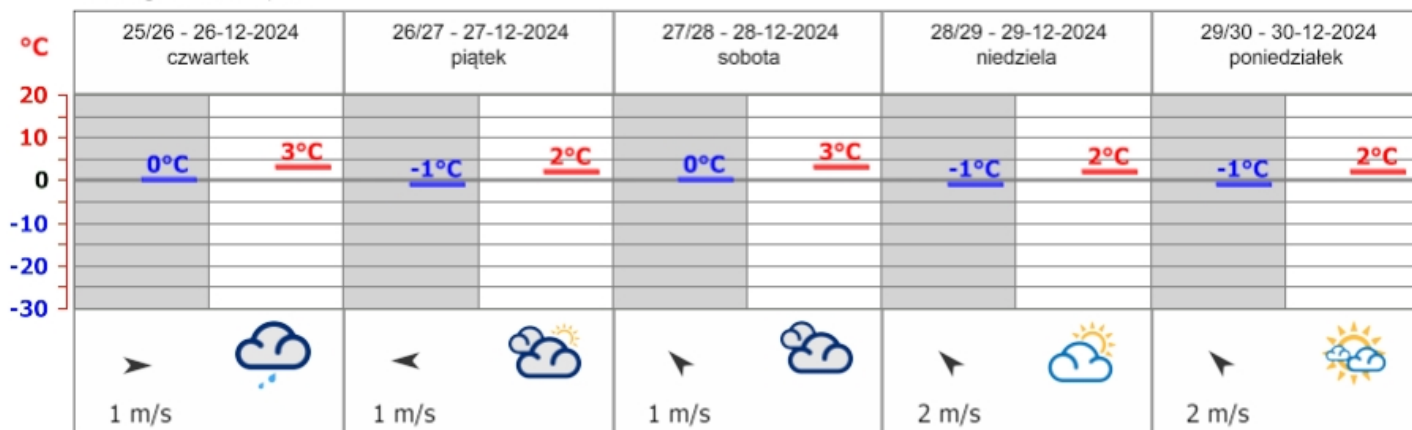 °C
25/26 - 26-12-2024
czwartek
26/27 - 27-12-2024
piątek
27/28 - 28-12-2024
sobota
28/29 - 29-12-2024
niedziela
29/30 - 30-12-2024
poniedziałek
20
10
0
-10
-20
-30
0°C 3°C -1°C 2°C 0°C 3°C -1°C 2°C -1°C 2°C
1 m/s 1 m/s 1 m/s 2 m/s 2 m/s